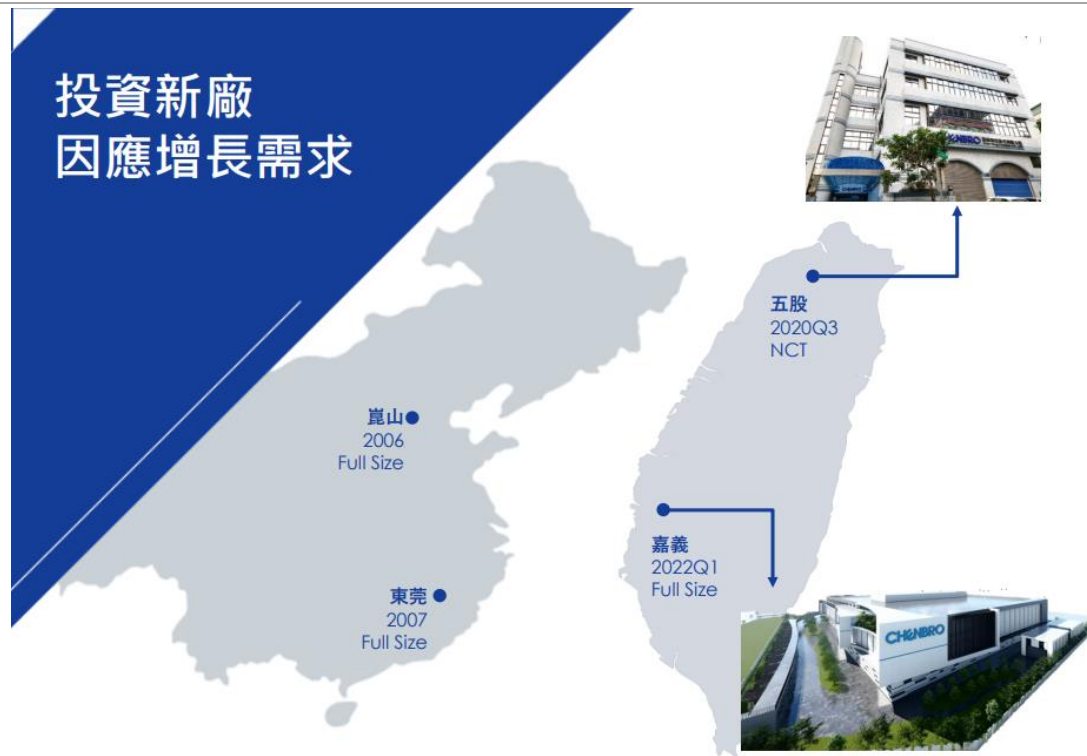 投資新廠
因應增長需求
CHENBRO
CHENBRO
五股
2020Q3
NCT
崑山
2006
Full Size
嘉義
2022Q1
Full Size
東莞
2007
Full Size
CHENBRO